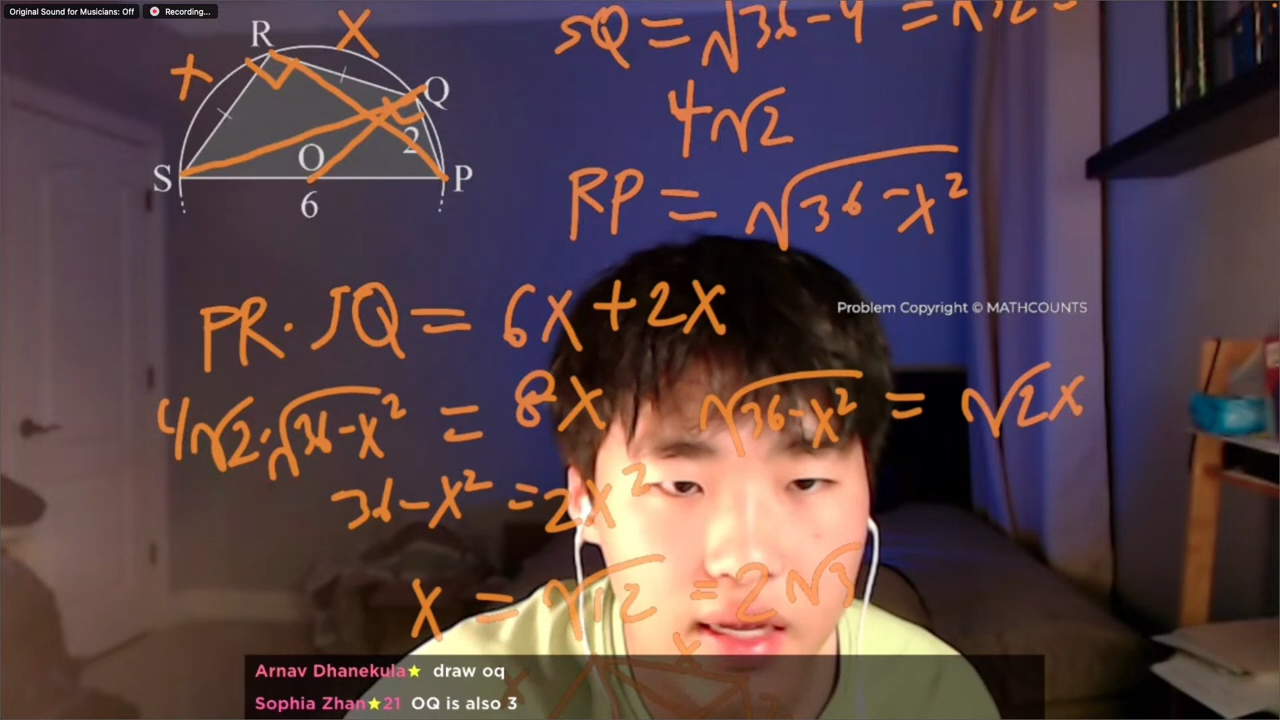 Original Sound for Musicians: Off Recording...
X
R
X
SQ = √36-4 = √32 =
Q
4√2
2
O
S
P
6
RP = √36-x²
Problem Copyright © MATHCOUNTS
PR · SQ = 6x + 2x
4√2 · √36-x² = 8x
√36-x² = √2x
36-x² = 2x²
x = √12 = 2√3
x
x
2
Arnav Dhanekula⭐ draw oq
Sophia Zhan⭐21 OQ is also 3